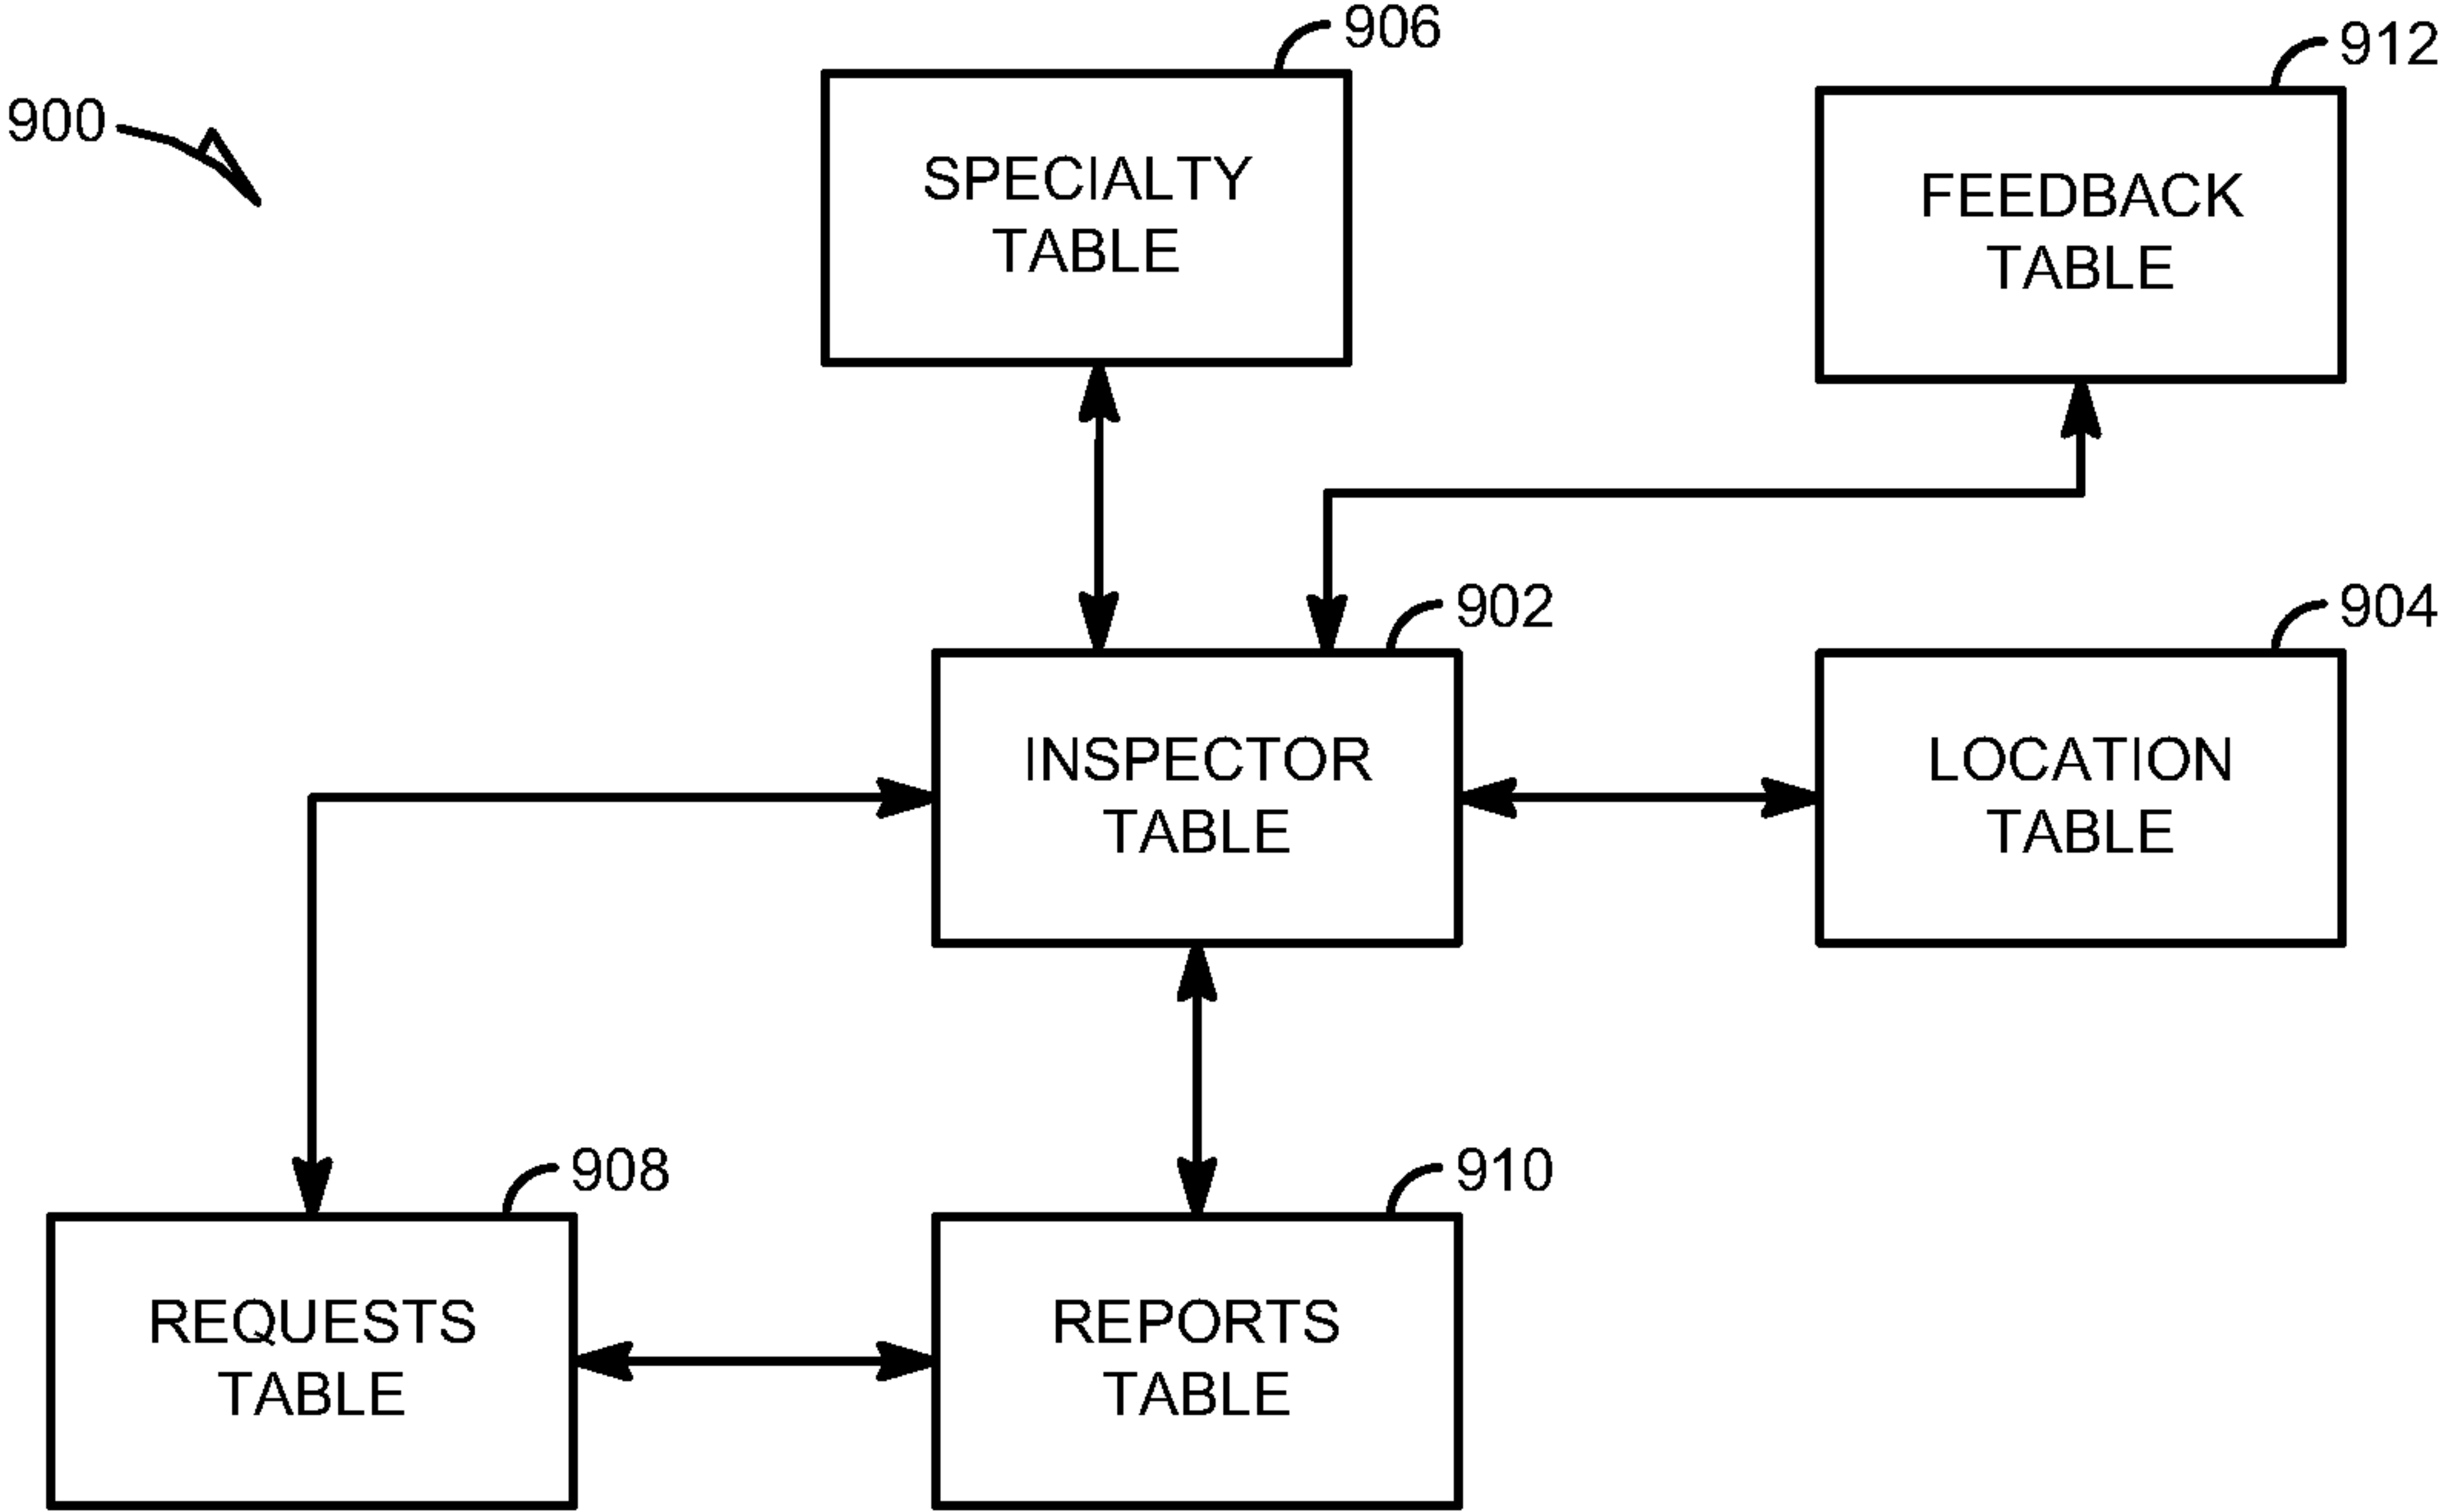 906
912
900
SPECIALTY
TABLE
FEEDBACK
TABLE
902
904
INSPECTOR
TABLE
LOCATION
TABLE
908
910
REQUESTS
TABLE
REPORTS
TABLE